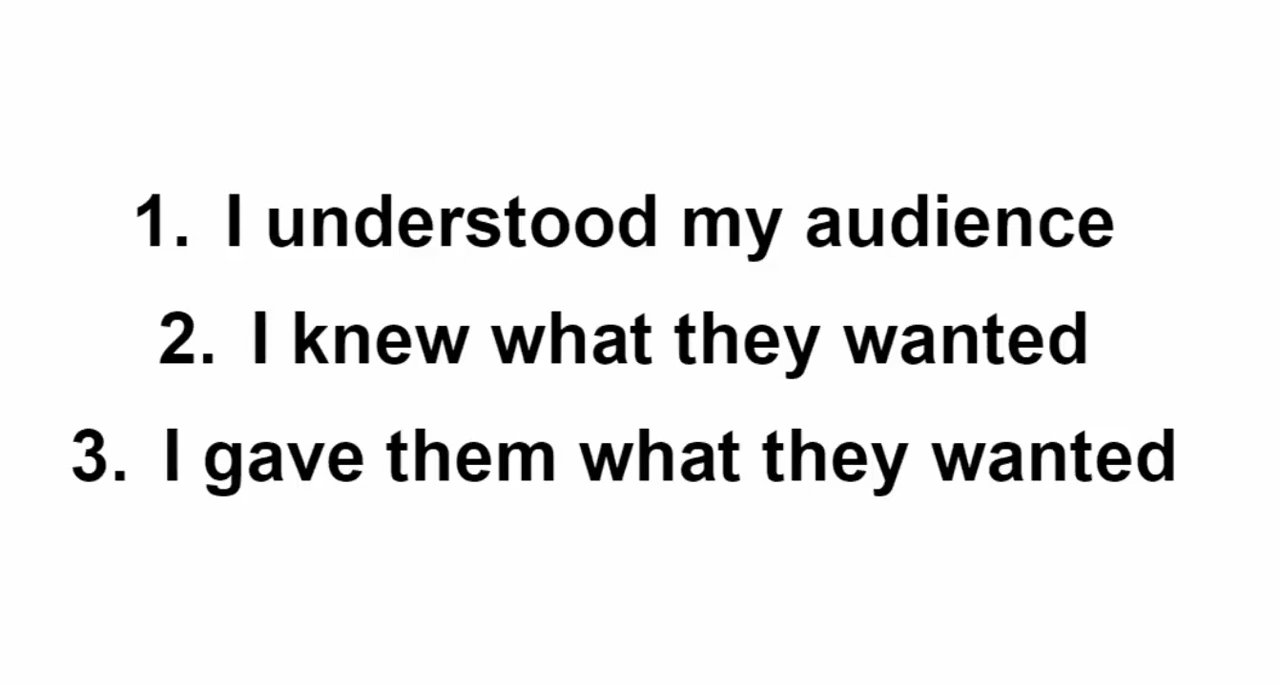 1. I understood my audience
2. I knew what they wanted
3. I gave them what they wanted